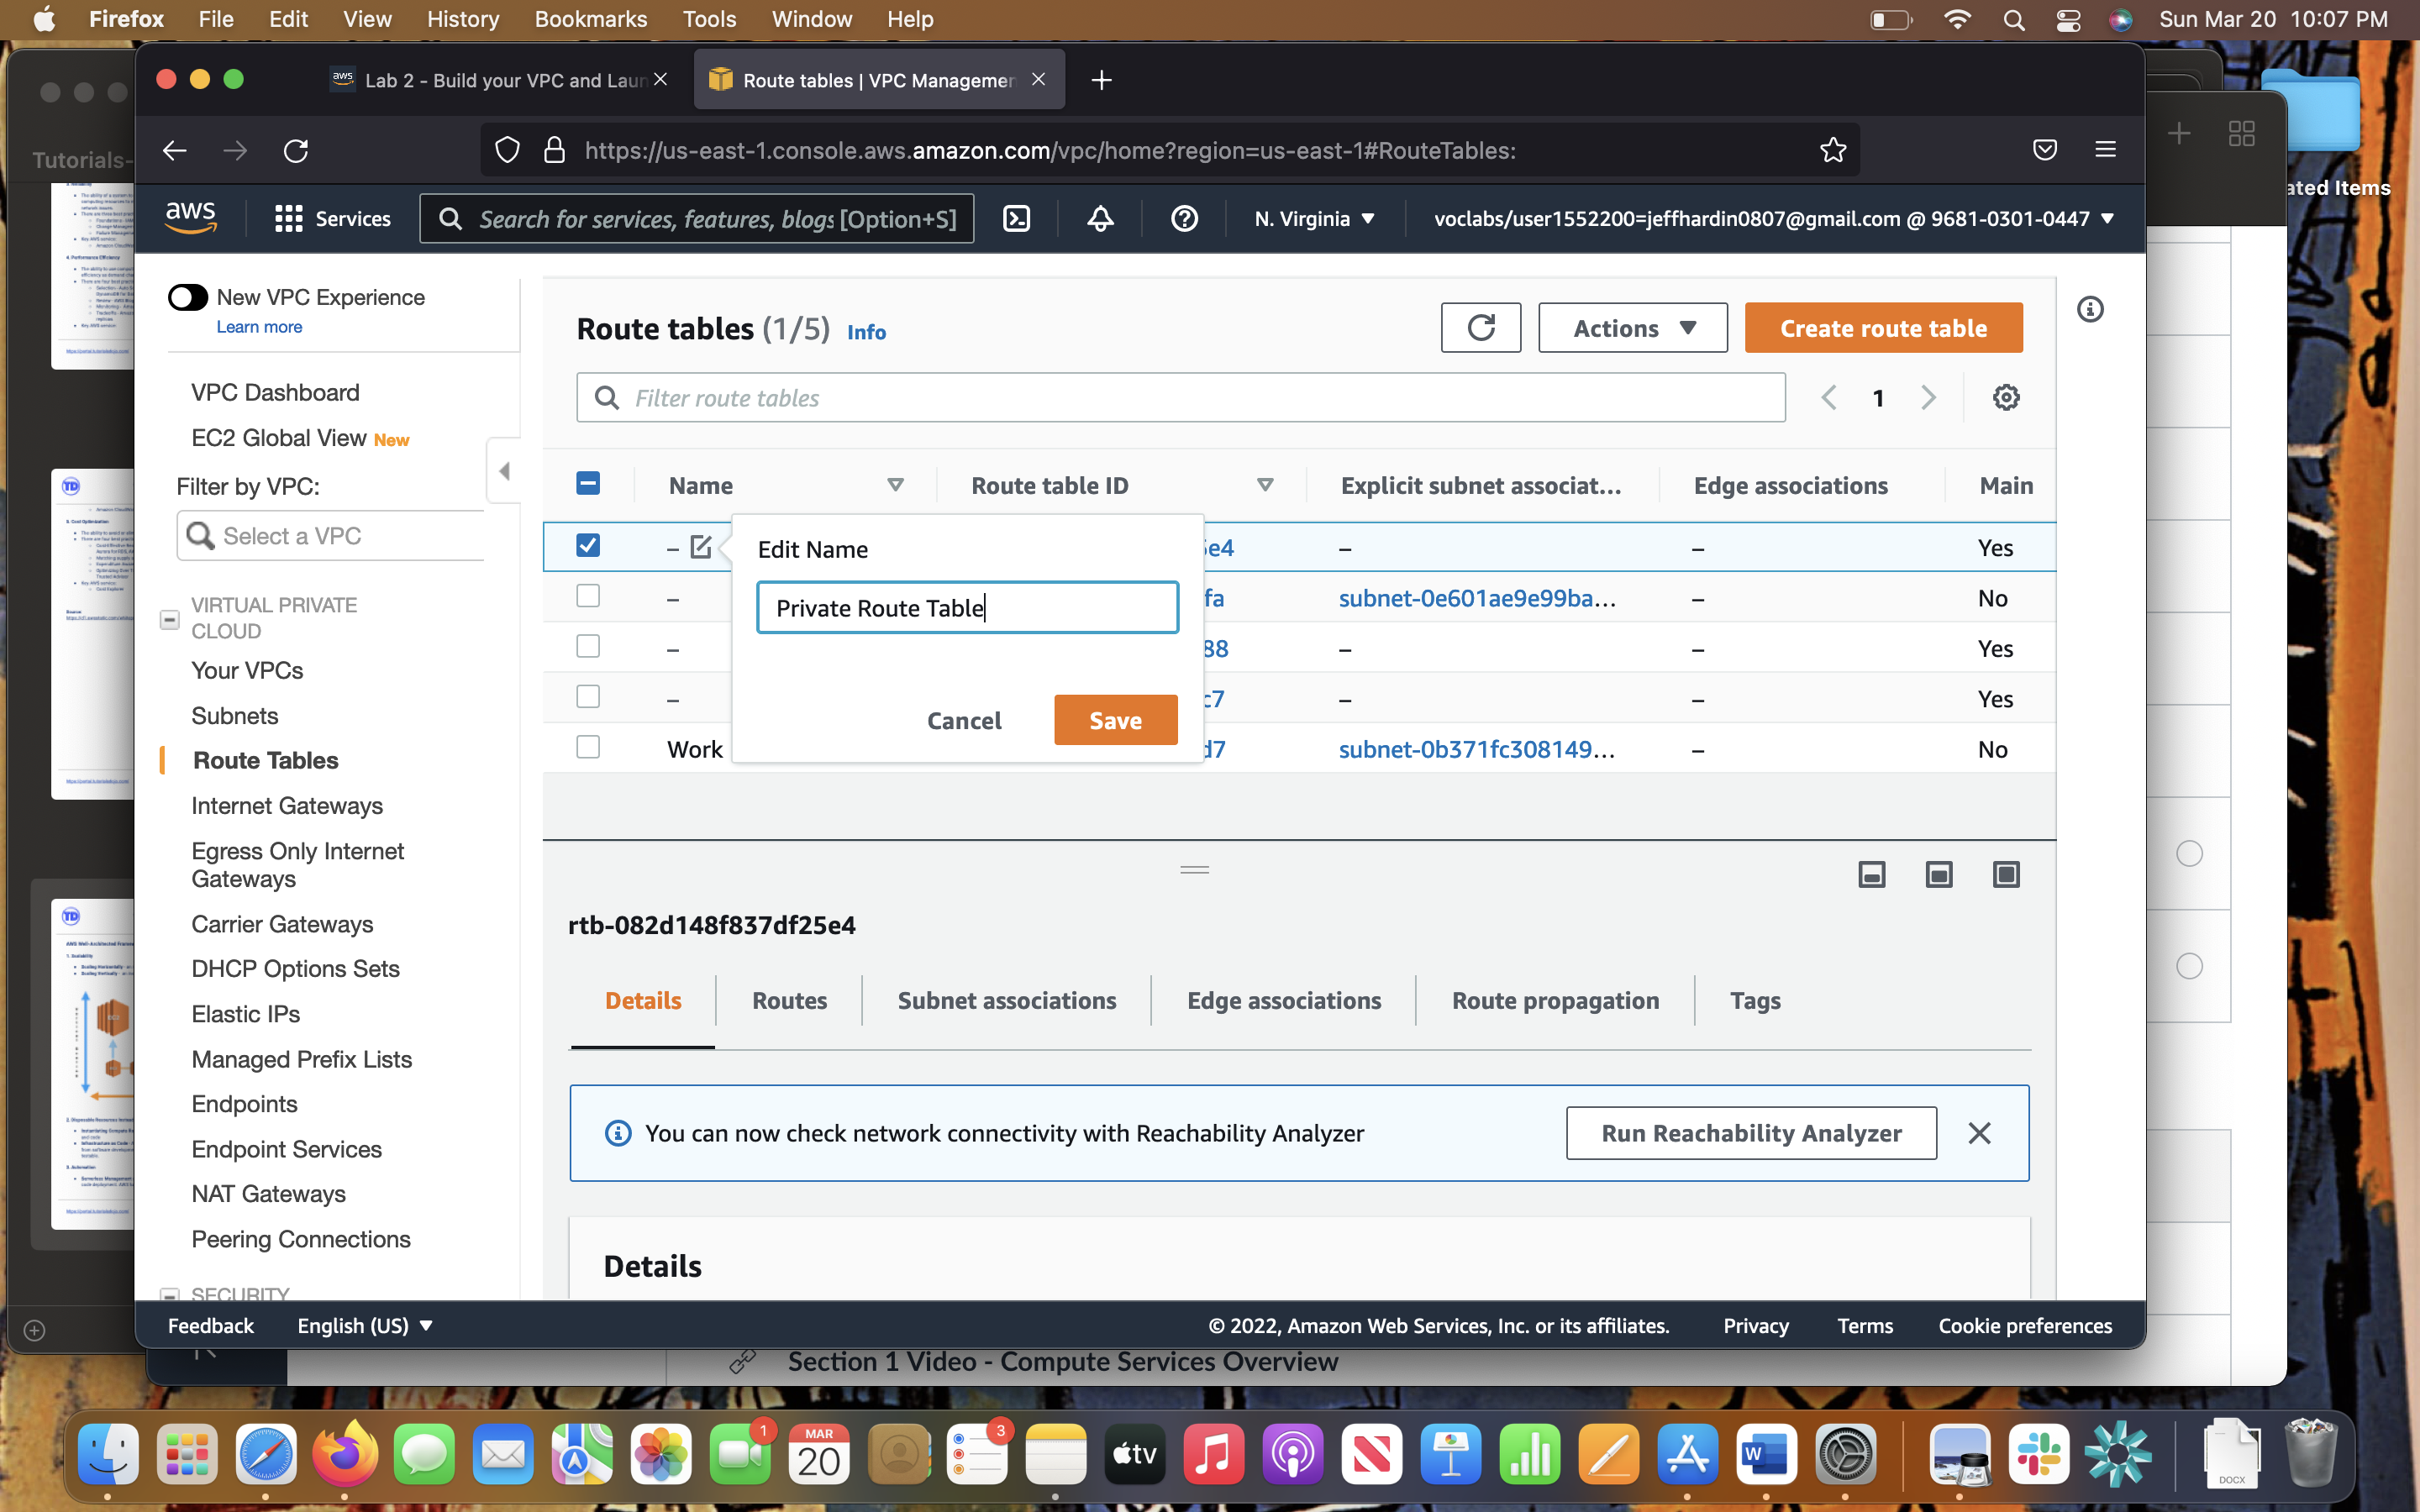 Firefox File Edit View History Bookmarks Tools Window Help Sun Mar 20 10:07 PM
aws Lab 2 - Build your VPC and Laun Route tables | VPC Managemen
Tutorials-
https://us-east-1.console.aws.amazon.com/vpc/home?region=us-east-1#RouteTables:
ated Items
aws Services Search for services, features, blogs [Option+S] N. Virginia voclabs/user1552200=jeffhardin0807@gmail.com @ 9681-0301-0447
New VPC Experience
Learn more
VPC Dashboard
EC2 Global View New
Filter by VPC:
Select a VPC
VIRTUAL PRIVATE
CLOUD
Your VPCs
Subnets
Route Tables
Internet Gateways
Egress Only Internet
Gateways
Carrier Gateways
DHCP Options Sets
Elastic IPs
Managed Prefix Lists
Endpoints
Endpoint Services
NAT Gateways
Peering Connections
SECURITY
Route tables (1/5) Info
Actions Create route table
Filter route tables 1
Name Route table ID Explicit subnet associat... Edge associations Main
– 5e4 – – Yes
– fa subnet-0e601ae9e99ba... – No
– 88 – – Yes
– c7 – – Yes
Work d7 subnet-0b371fc308149... – No
Edit Name
Private Route Table
Cancel Save
rtb-082d148f837df25e4
Details Routes Subnet associations Edge associations Route propagation Tags
You can now check network connectivity with Reachability Analyzer Run Reachability Analyzer
Details
Feedback English (US) © 2022, Amazon Web Services, Inc. or its affiliates. Privacy Terms Cookie preferences
Section 1 Video - Compute Services Overview
1
MAR
20
3
tv
W
DOCX
TD
TD